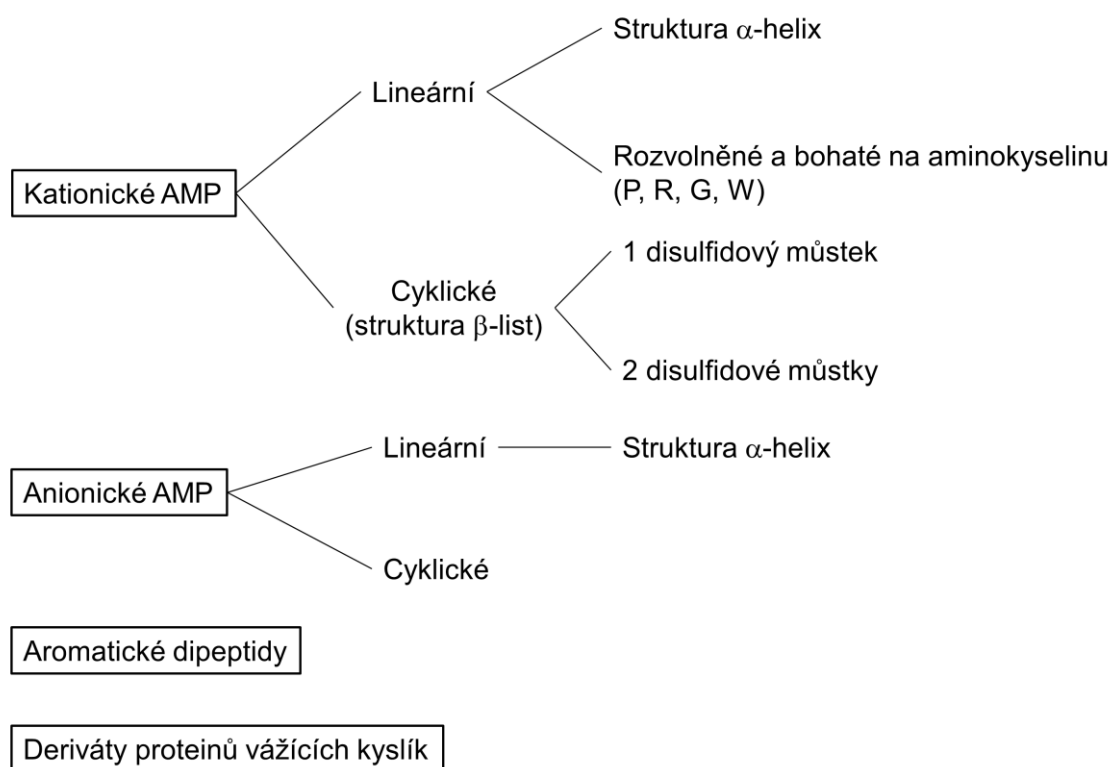 Struktura α-helix
Lineární
Rozvolněné a bohaté na aminokyselinu
(P, R, G, W)
Kationické AMP
1 disulfidový můstek
Cyklické
(struktura β-list)
2 disulfidové můstky
Lineární
Struktura α-helix
Anionické AMP
Cyklické
Aromatické dipeptidy
Deriváty proteinů vážících kyslík